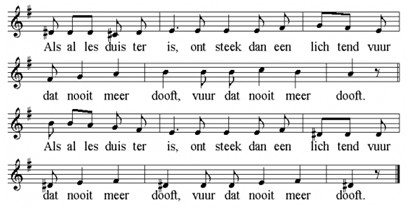 Als al les duis ter is, ont steek dan een lich tend vuur
dat nooit meer dooft, vuur dat nooit meer dooft.
Als al les duis ter is, ont steek dan een lich tend vuur
dat nooit meer dooft, vuur dat nooit meer dooft.